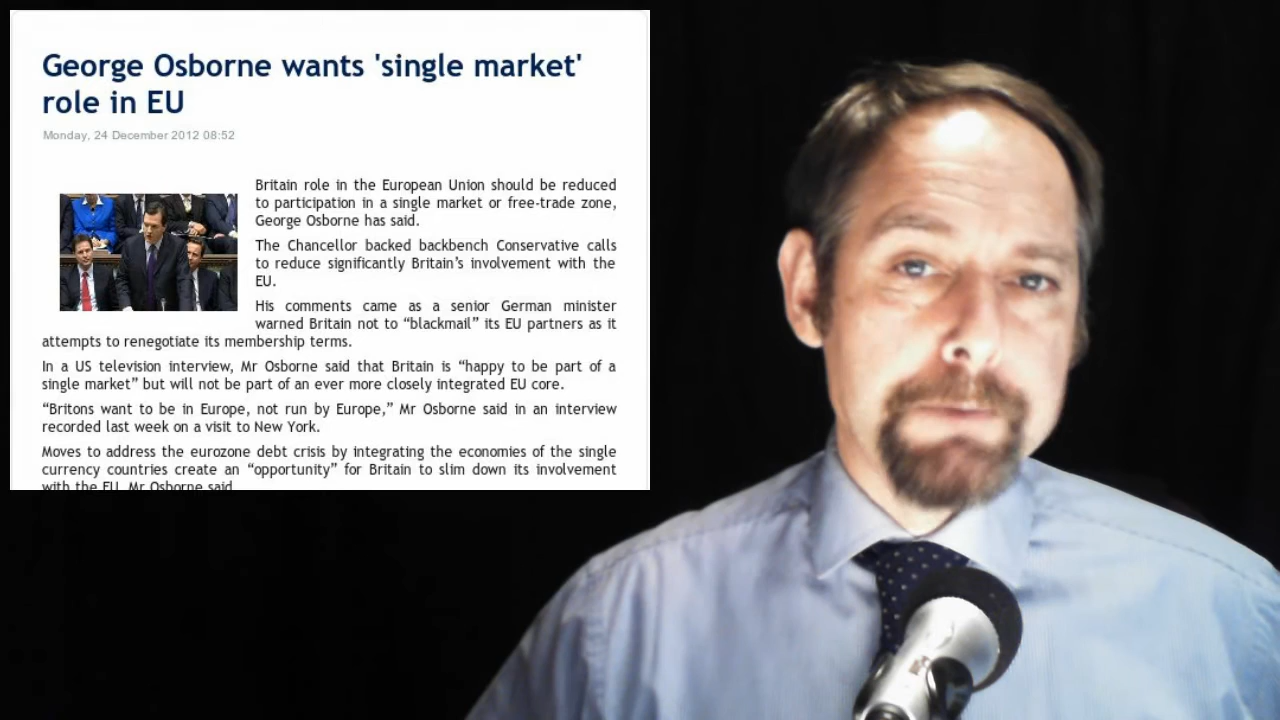 George Osborne wants 'single market'
role in EU
Monday, 24 December 2012 08:52
Britain role in the European Union should be reduced
to participation in a single market or free-trade zone,
George Osborne has said.
The Chancellor backed backbench Conservative calls
to reduce significantly Britain’s involvement with the
EU.
His comments came as a senior German minister
warned Britain not to “blackmail” its EU partners as it
attempts to renegotiate its membership terms.
In a US television interview, Mr Osborne said that Britain is “happy to be part of a
single market” but will not be part of an ever more closely integrated EU core.
“Britons want to be in Europe, not run by Europe,” Mr Osborne said in an interview
recorded last week on a visit to New York.
Moves to address the eurozone debt crisis by integrating the economies of the single
currency countries create an “opportunity” for Britain to slim down its involvement
with the EU, Mr Osborne said.